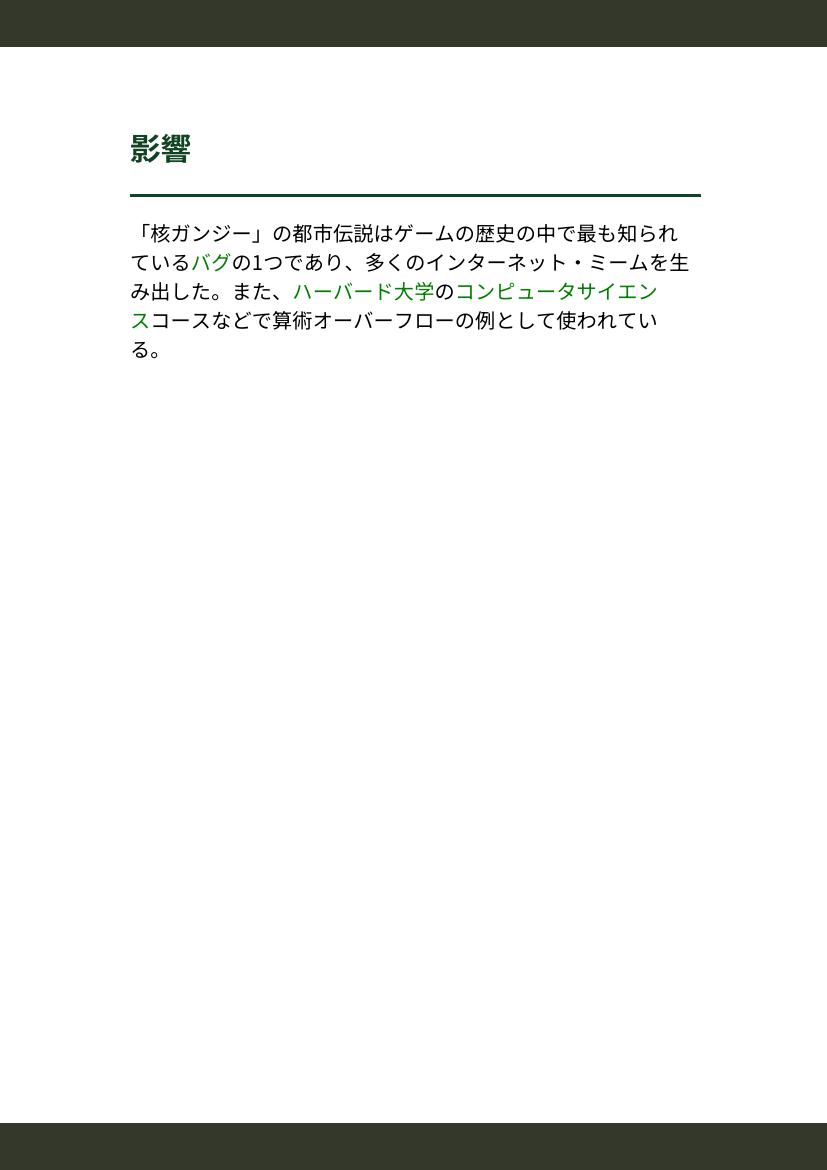 影響
「核ガンジー」の都市伝説はゲームの歴史の中で最も知られ
ているバグの1つであり、多くのインターネット・ミームを生
み出した。また、ハーバード大学のコンピュータサイエン
スコースなどで算術オーバーフローの例として使われてい
る。